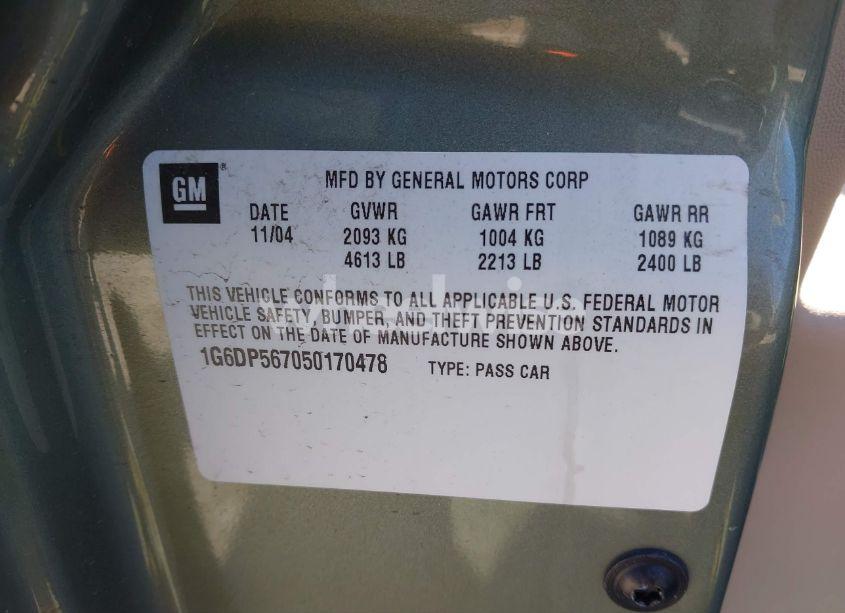 GM ®
MFD BY GENERAL MOTORS CORP
DATE GVWR GAWR FRT GAWR RR
11/04 2093 KG 1004 KG 1089 KG
4613 LB 2213 LB 2400 LB
THIS VEHICLE CONFORMS TO ALL APPLICABLE U.S. FEDERAL MOTOR
VEHICLE SAFETY, BUMPER, AND THEFT PREVENTION STANDARDS IN
EFFECT ON THE DATE OF MANUFACTURE SHOWN ABOVE.
1G6DP567050170478 TYPE: PASS CAR